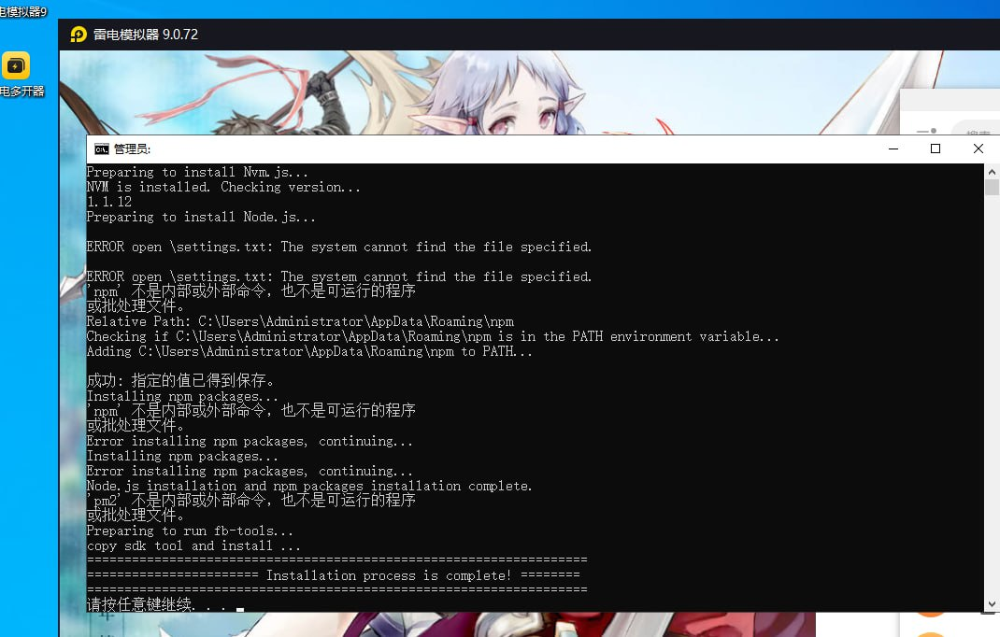 电模拟器9
雷电模拟器 9.0.72
电多开器
管理员:
Preparing to install Nvm.js...
NVM is installed. Checking version...
1.1.12
Preparing to install Node.js...
ERROR open \settings.txt: The system cannot find the file specified.
ERROR open \settings.txt: The system cannot find the file specified.
'npm' 不是内部或外部命令，也不是可运行的程序
或批处理文件。
Relative Path: C:\Users\Administrator\AppData\Roaming\npm
Checking if C:\Users\Administrator\AppData\Roaming\npm is in the PATH environment variable...
Adding C:\Users\Administrator\AppData\Roaming\npm to PATH...
成功: 指定的值已得到保存。
Installing npm packages...
'npm' 不是内部或外部命令，也不是可运行的程序
或批处理文件。
Error installing npm packages, continuing...
Installing npm packages...
Error installing npm packages, continuing...
Node.js installation and npm packages installation complete.
'pm2' 不是内部或外部命令，也不是可运行的程序
或批处理文件。
Preparing to run fb-tools...
copy sdk tool and install ...
===================================================================
======================= Installation process is complete! ========
===================================================================
请按任意键继续. . .